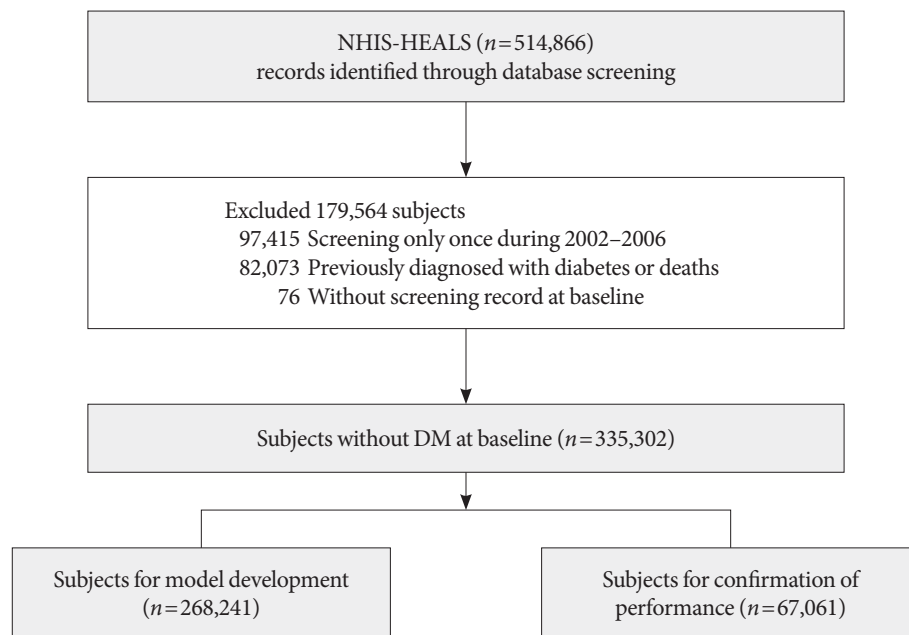 NHIS-HEALS (n=514,866)
records identified through database screening
Excluded 179,564 subjects
97,415 Screening only once during 2002–2006
82,073 Previously diagnosed with diabetes or deaths
76 Without screening record at baseline
Subjects without DM at baseline (n=335,302)
Subjects for model development
(n=268,241)
Subjects for confirmation of
performance (n=67,061)